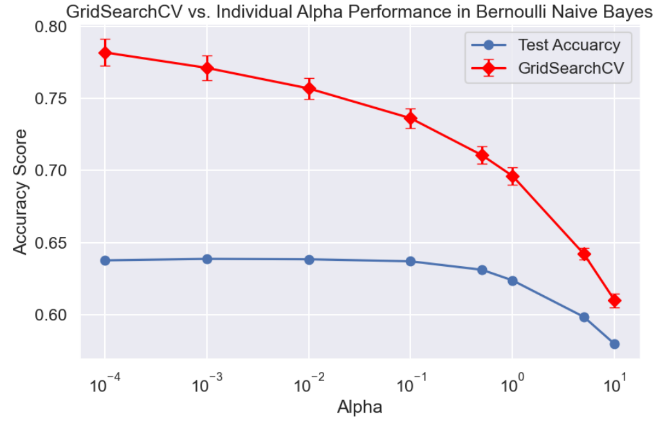 GridSearchCV vs. Individual Alpha Performance in Bernoulli Naive Bayes
0.80
0.75
0.70
0.65
0.60
Accuracy Score
Test Accuarcy
GridSearchCV
10⁻⁴ 10⁻³ 10⁻² 10⁻¹ 10⁰ 10¹
Alpha